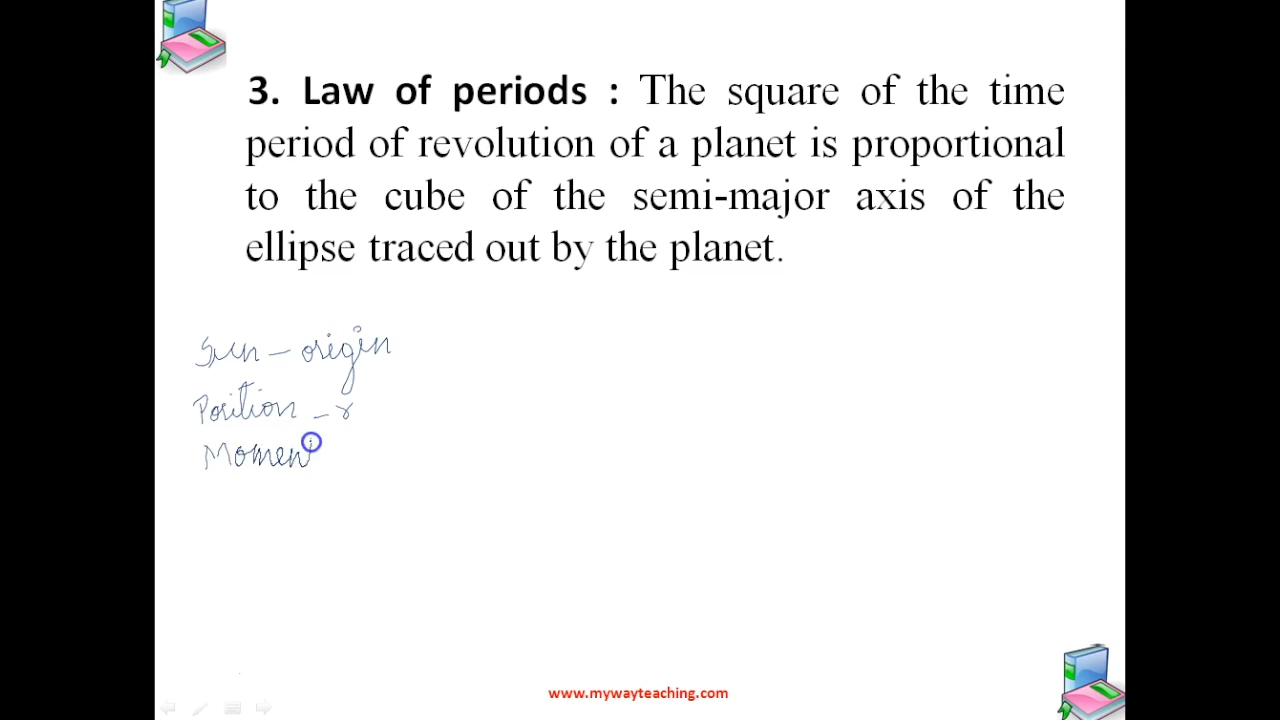 3. Law of periods : The square of the time
period of revolution of a planet is proportional
to the cube of the semi-major axis of the
ellipse traced out by the planet.
Sun - origin
Position - r
Moment
www.mywayteaching.com